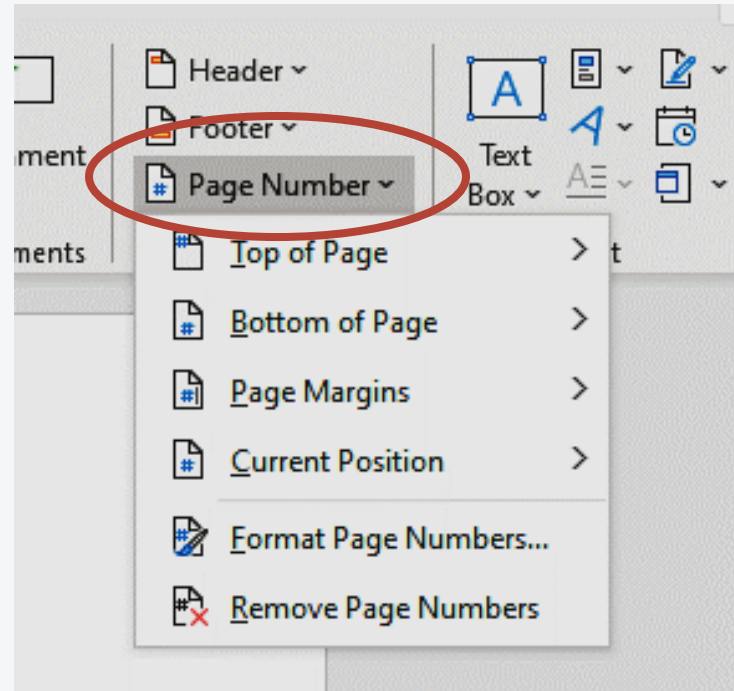 Header
Footer
Page Number
ment
ments
Text
Box
A
A
A
t
Top of Page
Bottom of Page
Page Margins
Current Position
Format Page Numbers...
Remove Page Numbers